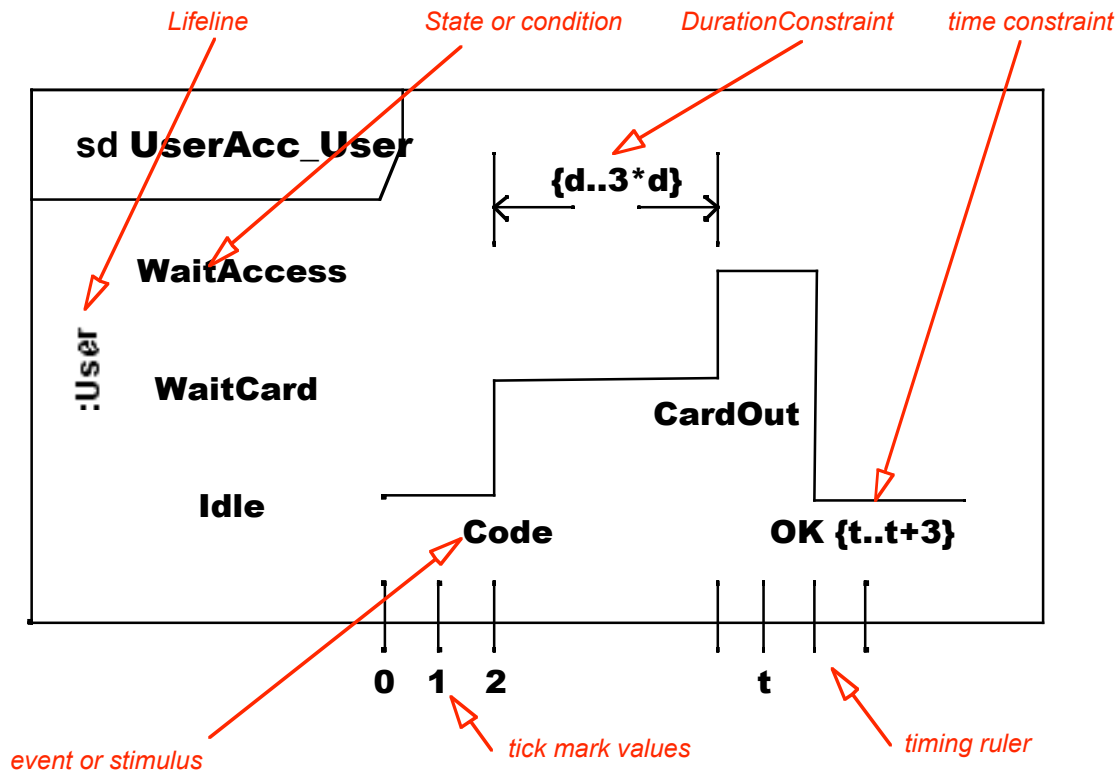 Lifeline
State or condition
DurationConstraint
time constraint
sd UserAcc_User
{d..3*d}
WaitAccess
:User
WaitCard
CardOut
Idle
Code
OK {t..t+3}
0 1 2 t
event or stimulus
tick mark values
timing ruler